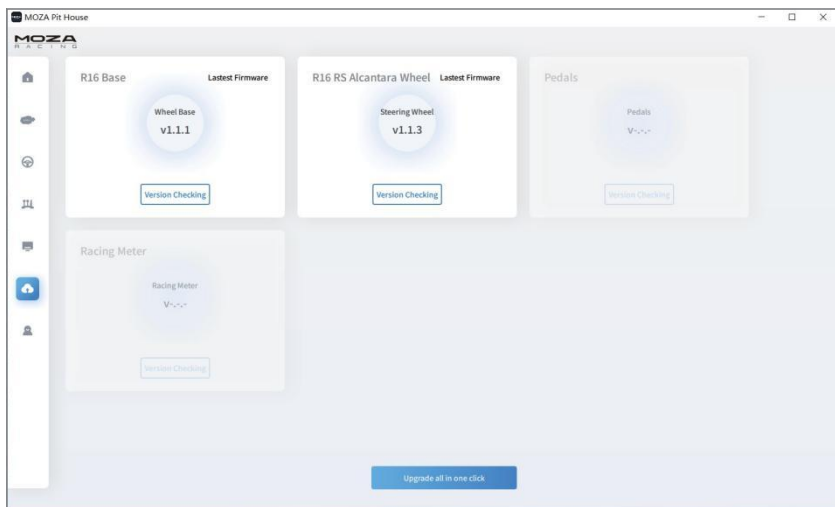 MOZA Pit House
MOZA
RACING
R16 Base Lastest Firmware
Wheel Base
v1.1.1
Version Checking
R16 RS Alcantara Wheel Lastest Firmware
Steering Wheel
v1.1.3
Version Checking
Pedals
Pedals
v-.-.-
Version Checking
Racing Meter
Racing Meter
v-.-.-
Version Checking
Upgrade all in one click